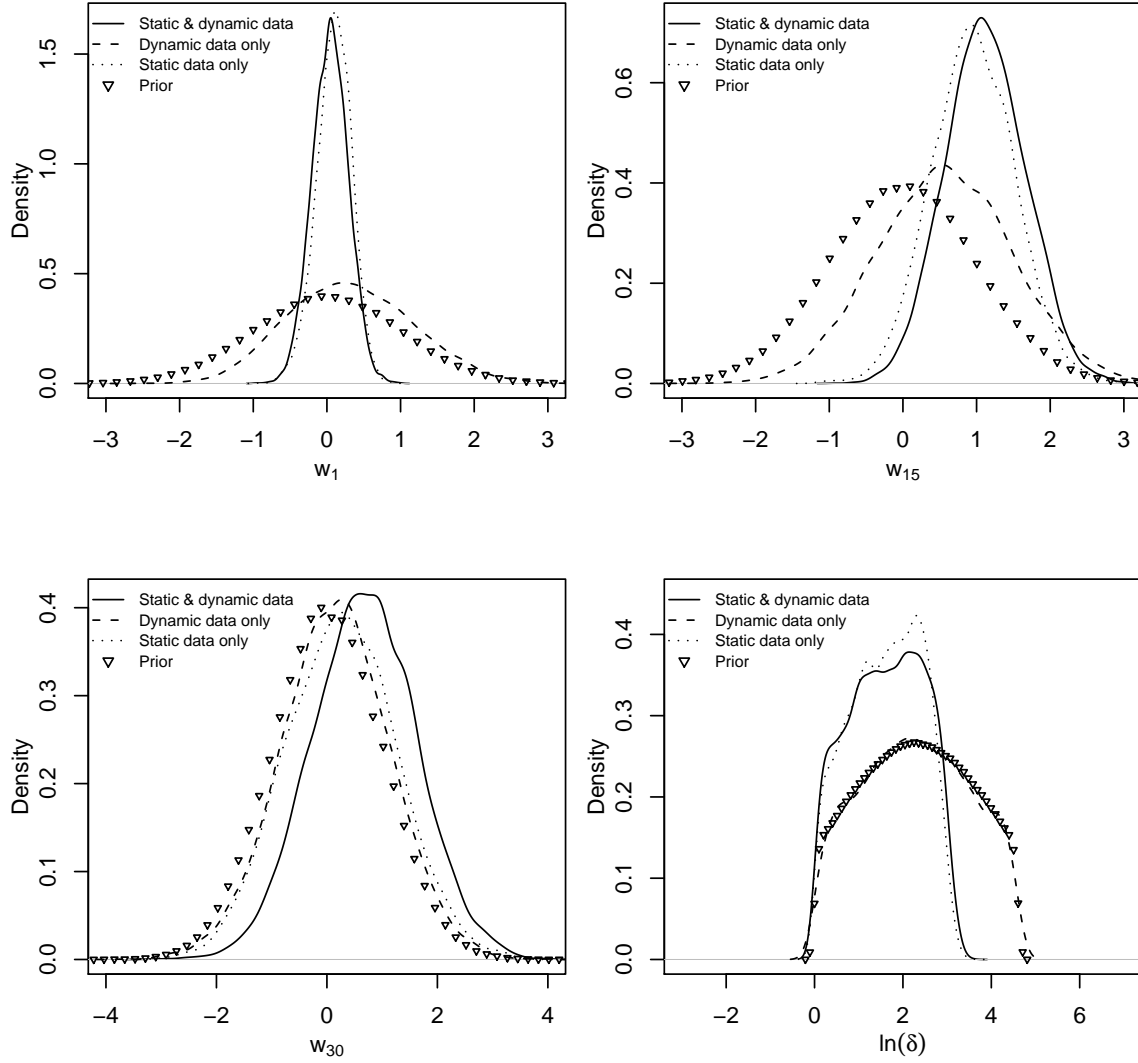 Static & dynamic data
Dynamic data only
Static data only
Prior
Density
0.0 0.5 1.0 1.5
−3 −2 −1 0 1 2 3
w1
Static & dynamic data
Dynamic data only
Static data only
Prior
Density
0.0 0.2 0.4 0.6
−3 −2 −1 0 1 2 3
w15
Static & dynamic data
Dynamic data only
Static data only
Prior
Density
0.0 0.1 0.2 0.3 0.4
−4 −2 0 2 4
w30
Static & dynamic data
Dynamic data only
Static data only
Prior
Density
0.0 0.1 0.2 0.3 0.4
−2 0 2 4 6
ln(δ)